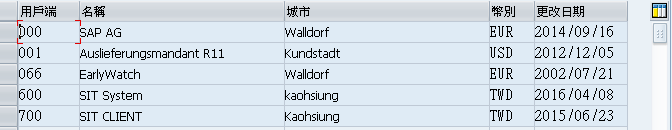 用戶端 名稱 城市 幣別 更改日期
000 SAP AG Walldorf EUR 2014/09/16
001 Auslieferungsmandant R11 Kundstadt USD 2012/12/05
066 EarlyWatch Walldorf EUR 2002/07/21
600 SIT System kaohsiung TWD 2016/04/08
700 SIT CLIENT Kaohsiung TWD 2015/06/23